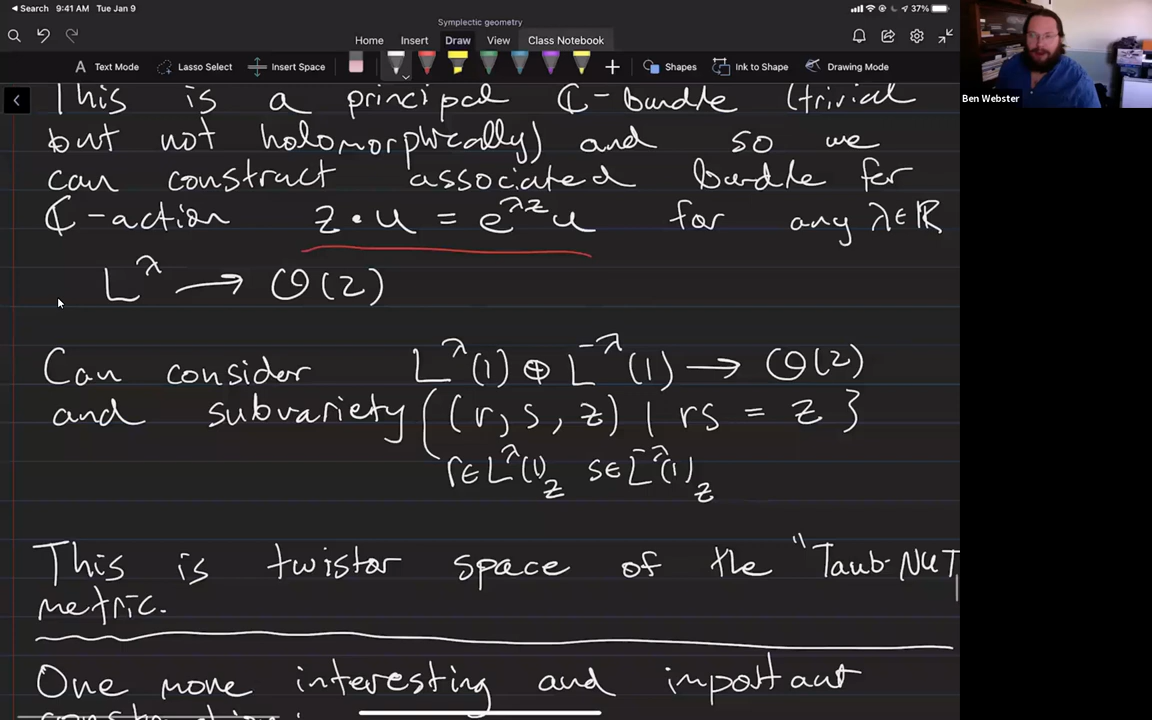 Search 9:41 AM Tue Jan 9
37%
Symplectic geometry
Home Insert Draw View Class Notebook
Text Mode Lasso Select Insert Space Shapes Ink to Shape Drawing Mode
Ben Webster
This is a principal ℂ-bundle (trivial
but not holomorphically) and so we
can construct associated bundle for
ℂ-action z·u = e^{λz}u for any λ∈ℝ
L^λ → O(2)
Can consider L^λ(1) ⊕ L^{-λ}(1) → O(2)
and subvariety {(r, s, z) | rs = z}
r∈L^λ(1)_z s∈L^{-λ}(1)_z
This is twistor space of the "Taub-NUT
metric.
One more interesting and important
construction: